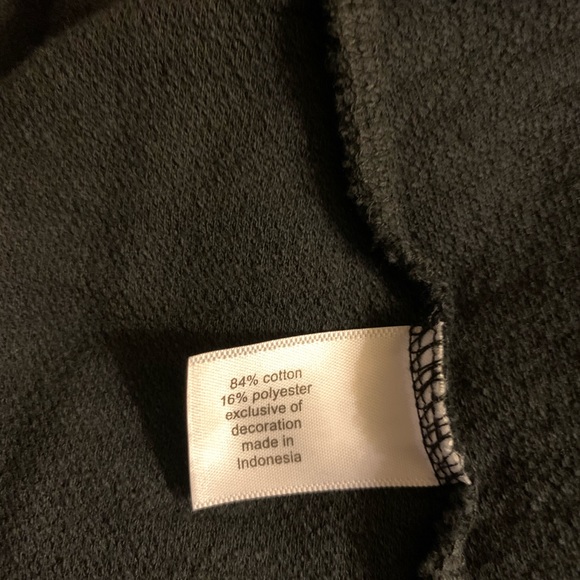 84% cotton
16% polyester
exclusive of
decoration
made in
Indonesia